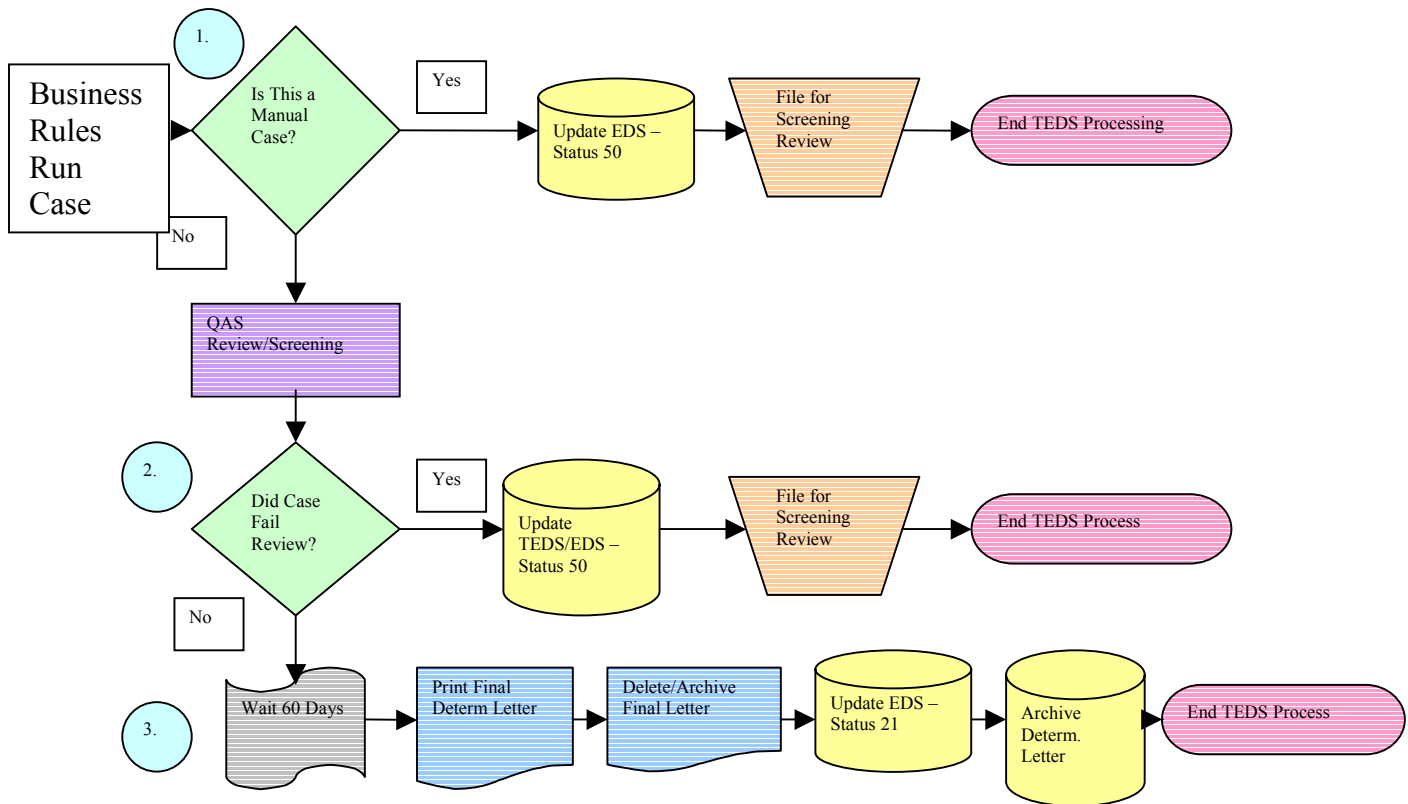 1.
Business
Rules
Run
Case
Is This a
Manual
Case?
Yes
Update EDS –
Status 50
File for
Screening
Review
End TEDS Processing
No
QAS
Review/Screening
2.
Did Case
Fail
Review?
Yes
Update
TEDS/EDS –
Status 50
File for
Screening
Review
End TEDS Process
No
3.
Wait 60 Days
Print Final
Determ Letter
Delete/Archive
Final Letter
Update EDS –
Status 21
Archive
Determ.
Letter
End TEDS Process